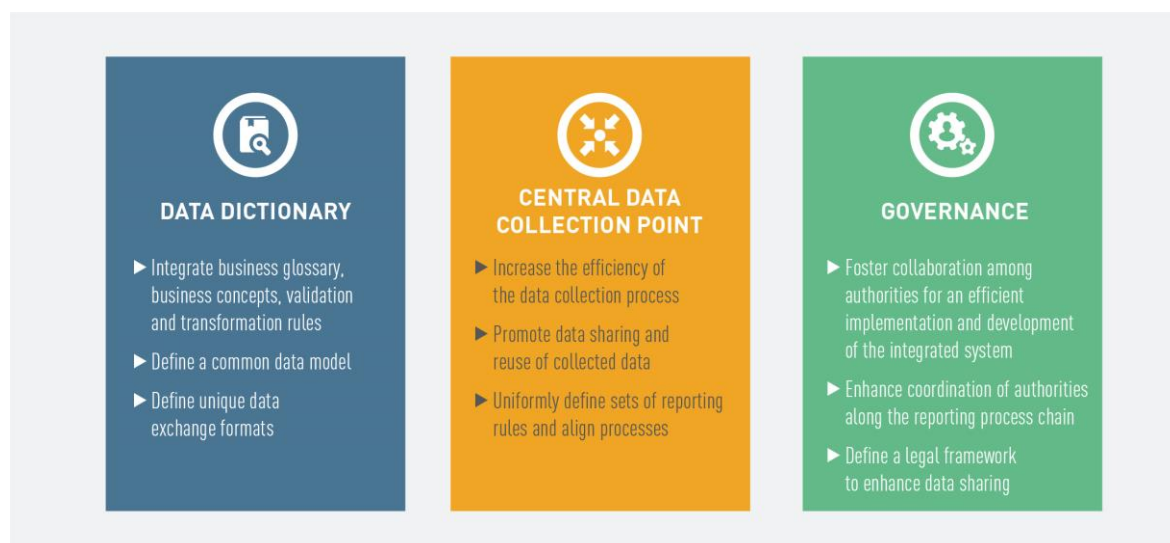 DATA DICTIONARY
▶ Integrate business glossary,
business concepts, validation
and transformation rules
▶ Define a common data model
▶ Define unique data
exchange formats
CENTRAL DATA
COLLECTION POINT
▶ Increase the efficiency of
the data collection process
▶ Promote data sharing and
reuse of collected data
▶ Uniformly define sets of reporting
rules and align processes
GOVERNANCE
▶ Foster collaboration among
authorities for an efficient
implementation and development
of the integrated system
▶ Enhance coordination of authorities
along the reporting process chain
▶ Define a legal framework
to enhance data sharing